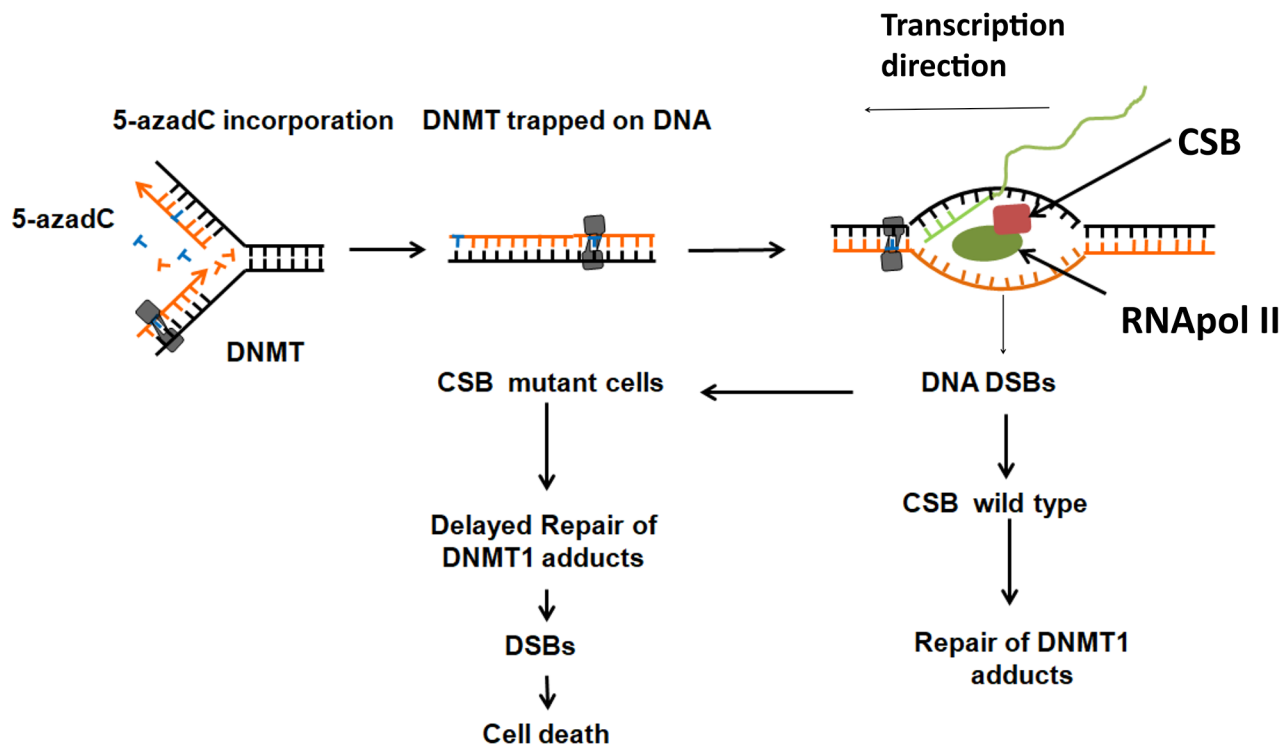 Transcription
direction
5-azadC incorporation
DNMT trapped on DNA
CSB
5-azadC
RNApol II
DNMT
CSB  mutant cells
DNA DSBs
CSB  wild type
Delayed Repair of
DNMT1 adducts
Repair of DNMT1
adducts
DSBs
Cell death